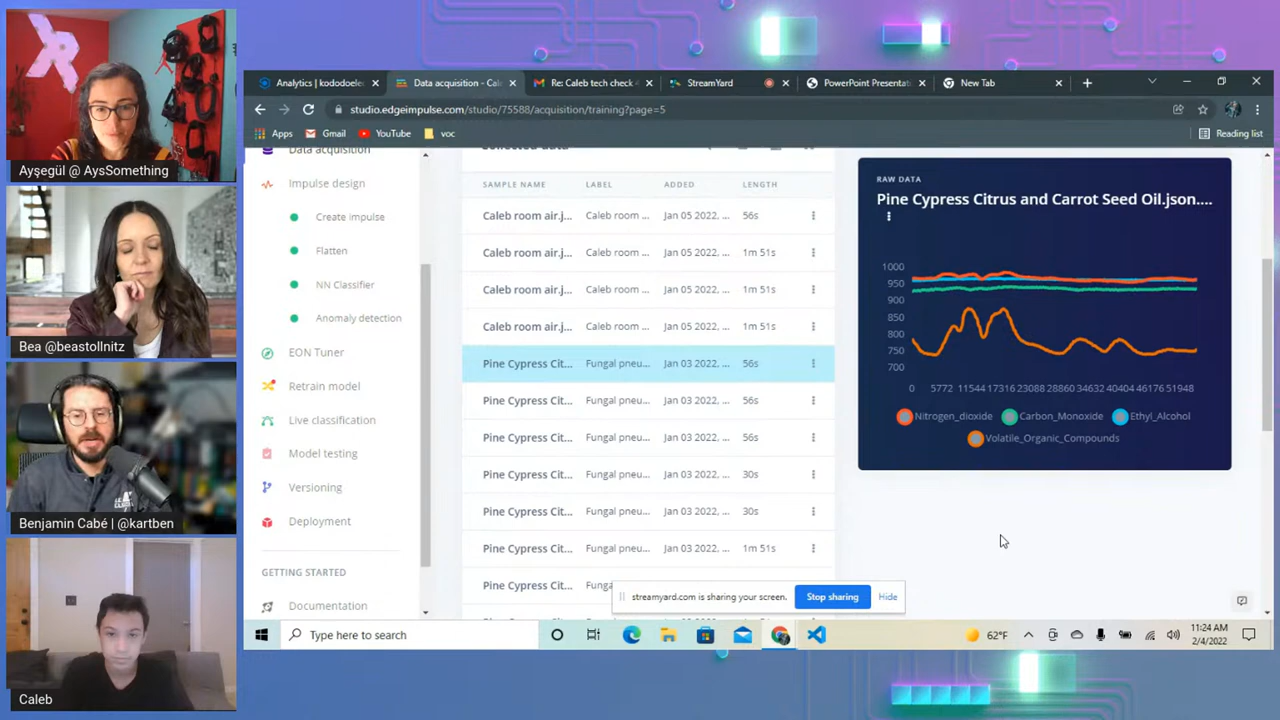 Ayşegül @ AysSomething
Bea @beastollnitz
Benjamin Cabé | @kartben
Caleb
Analytics | kododoele
Data acquisition - Cale
Re: Caleb tech check
StreamYard
PowerPoint Presentat
New Tab
studio.edgeimpulse.com/studio/75588/acquisition/training?page=5
Apps
Gmail
YouTube
voc
Reading list
Data acquisition
Impulse design
Create impulse
Flatten
NN Classifier
Anomaly detection
EON Tuner
Retrain model
Live classification
Model testing
Versioning
Deployment
GETTING STARTED
Documentation
Collected data
SAMPLE NAME LABEL ADDED LENGTH
Caleb room air.j... Caleb room ... Jan 05 2022, ... 56s
Caleb room air.j... Caleb room ... Jan 05 2022, ... 1m 51s
Caleb room air.j... Caleb room ... Jan 05 2022, ... 1m 51s
Caleb room air.j... Caleb room ... Jan 05 2022, ... 1m 51s
Pine Cypress Cit... Fungal pneu... Jan 03 2022, ... 56s
Pine Cypress Cit... Fungal pneu... Jan 03 2022, ... 56s
Pine Cypress Cit... Fungal pneu... Jan 03 2022, ... 56s
Pine Cypress Cit... Fungal pneu... Jan 03 2022, ... 30s
Pine Cypress Cit... Fungal pneu... Jan 03 2022, ... 30s
Pine Cypress Cit... Fungal pneu... Jan 03 2022, ... 1m 51s
Pine Cypress Cit... Funga
RAW DATA
Pine Cypress Citrus and Carrot Seed Oil.json....
1000
950
900
850
800
750
700
0 5772 11544 17316 23088 28860 34632 40404 46176 51948
Nitrogen_dioxide Carbon_Monoxide Ethyl_Alcohol
Volatile_Organic_Compounds
streamyard.com is sharing your screen. Stop sharing Hide
Type here to search
62°F
11:24 AM
2/4/2022